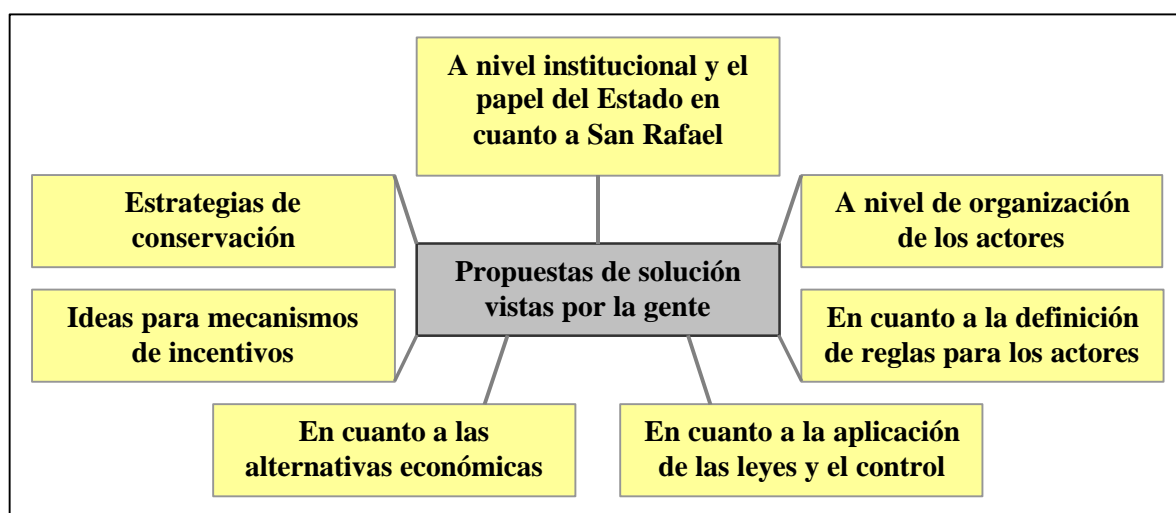 A nivel institucional y el
papel del Estado en
cuanto a San Rafael
Estrategias de
conservación
A nivel de organización
de los actores
Propuestas de solución
vistas por la gente
Ideas para mecanismos
de incentivos
En cuanto a la definición
de reglas para los actores
En cuanto a las
alternativas económicas
En cuanto a la aplicación
de las leyes y el control